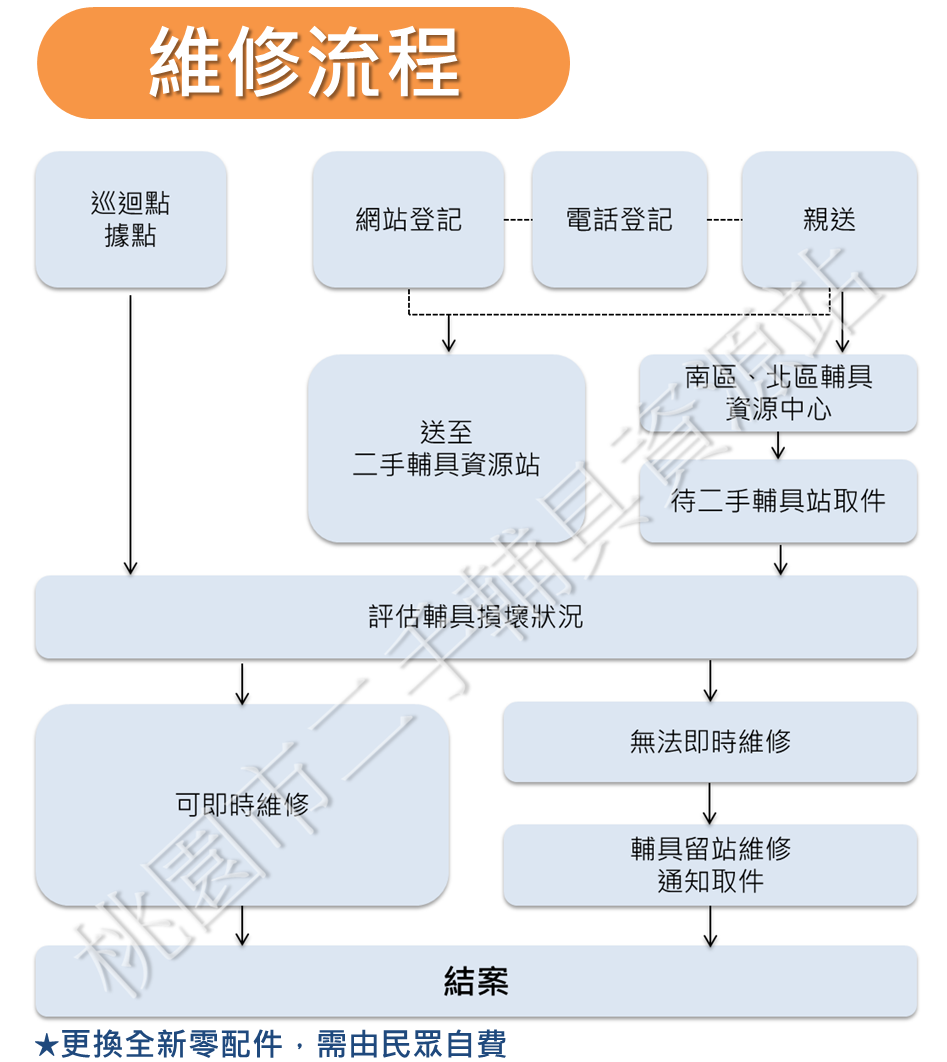 維修流程
巡迴點
據點
網站登記
電話登記
親送
送至
二手輔具資源站
南區、北區輔具
資源中心
待二手輔具站取件
評估輔具損壞狀況
可即時維修
無法即時維修
輔具留站維修
通知取件
結案
★更換全新零配件，需由民眾自費
桃園市二手輔具資源站